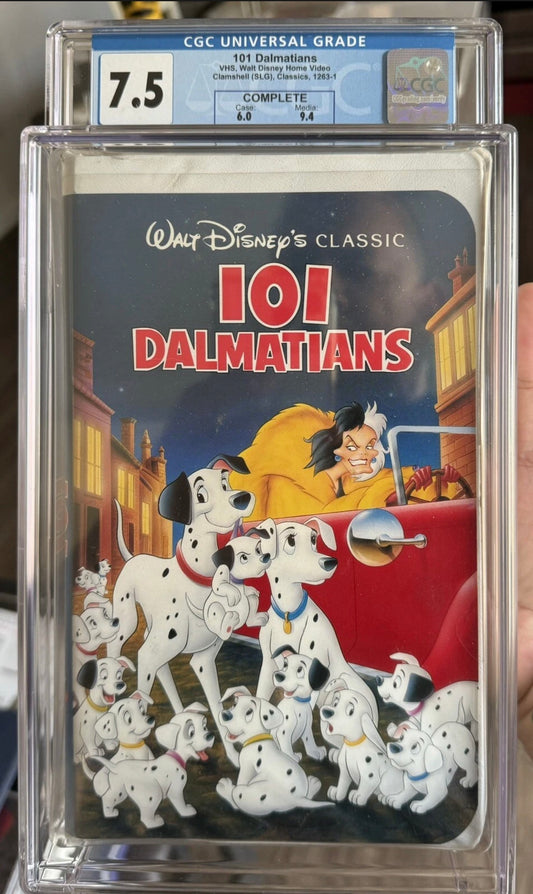 CGC UNIVERSAL GRADE
7.5
101 Dalmatians
VHS, Walt Disney Home Video
Clamshell (SLG), Classics, 1263-1
COMPLETE
Case: Media:
6.0 9.4
CGC
WALT DISNEY'S CLASSIC
101
DALMATIANS